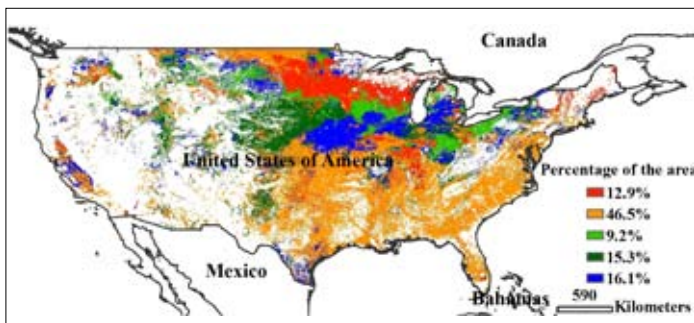 Canada
United States of America
Percentage of the area
12.9%
46.5%
9.2%
15.3%
16.1%
Mexico
Bahamas
590
Kilometers